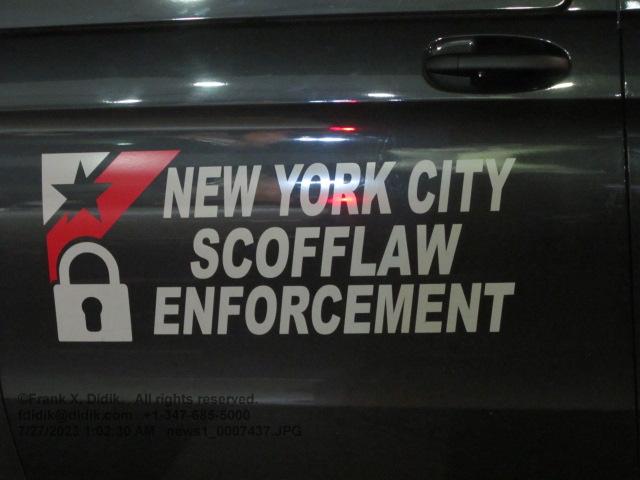 NEW YORK CITY
SCOFFLAW
ENFORCEMENT
©Frank X. Didik. All rights reserved.
fdidik@didik.com +1-347-685-5000
7/27/2023 1:02:30 AM news1_0007437.JPG